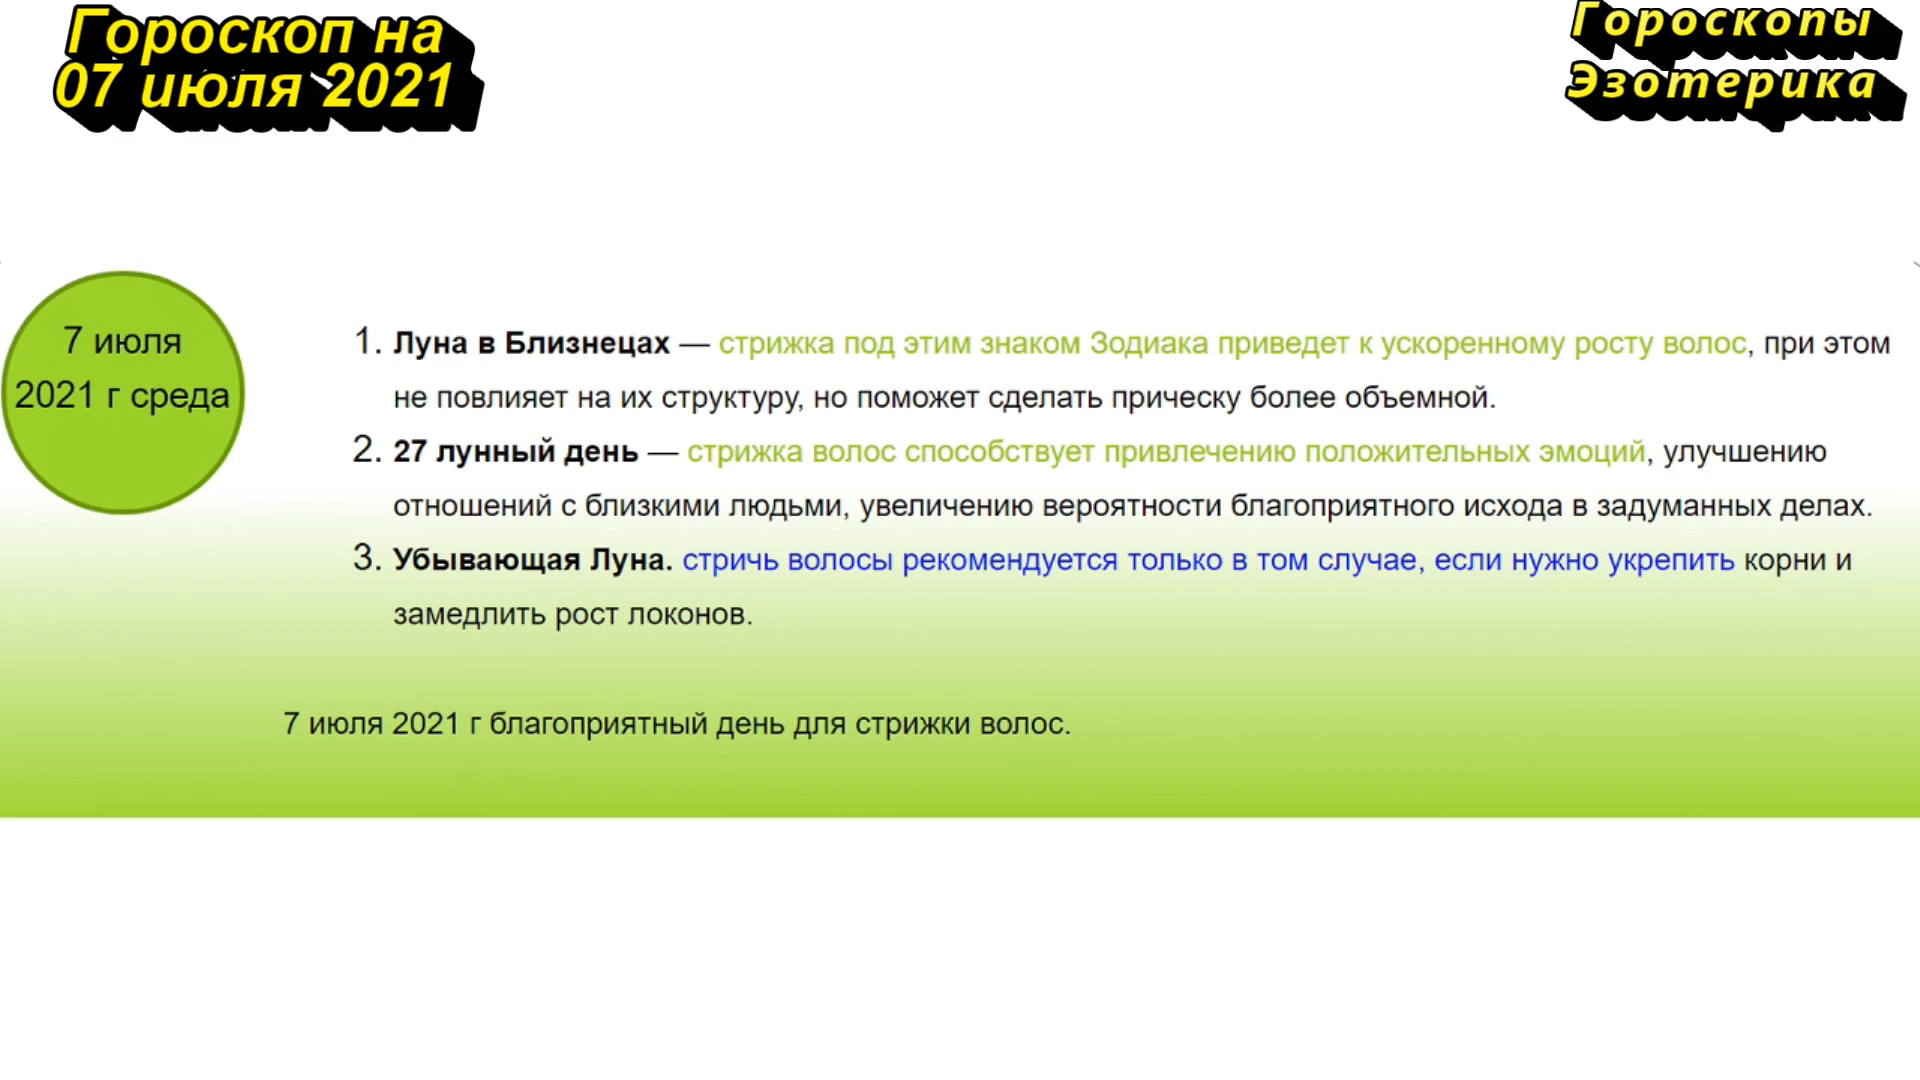 Гороскоп на
07 июля 2021
Гороскопы
Эзотерика
7 июля
2021 г среда
1. Луна в Близнецах — стрижка под этим знаком Зодиака приведет к ускоренному росту волос, при этом
не повлияет на их структуру, но поможет сделать прическу более объемной.
2. 27 лунный день — стрижка волос способствует привлечению положительных эмоций, улучшению
отношений с близкими людьми, увеличению вероятности благоприятного исхода в задуманных делах.
3. Убывающая Луна. стричь волосы рекомендуется только в том случае, если нужно укрепить корни и
замедлить рост локонов.
7 июля 2021 г благоприятный день для стрижки волос.